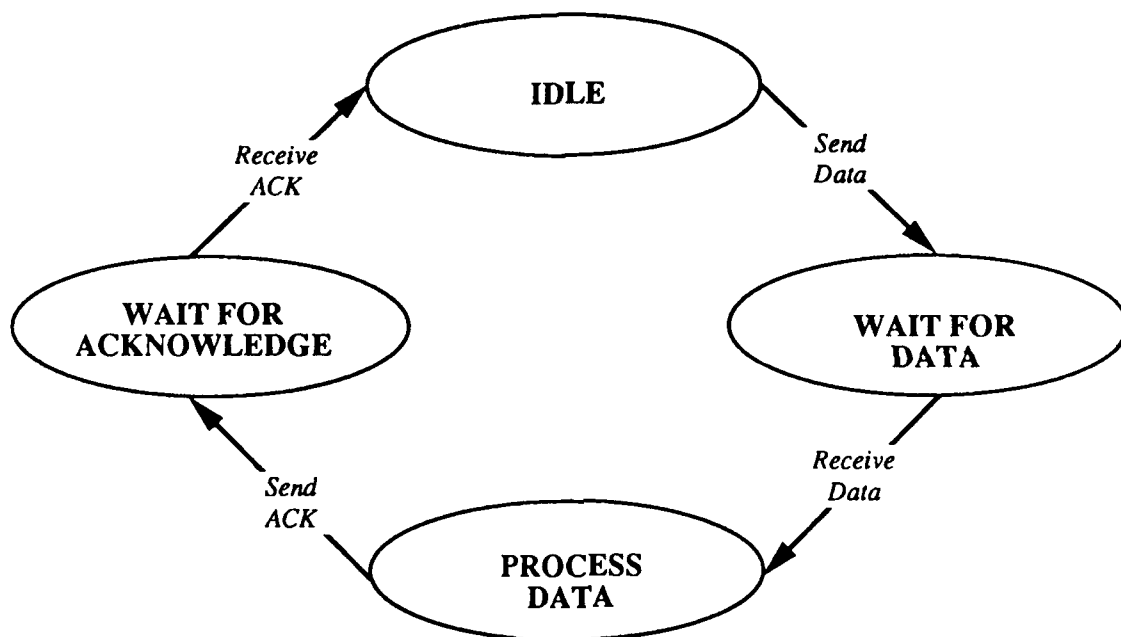 IDLE
Receive
ACK
Send
Data
WAIT FOR
ACKNOWLEDGE
WAIT FOR
DATA
Send
ACK
Receive
Data
PROCESS
DATA